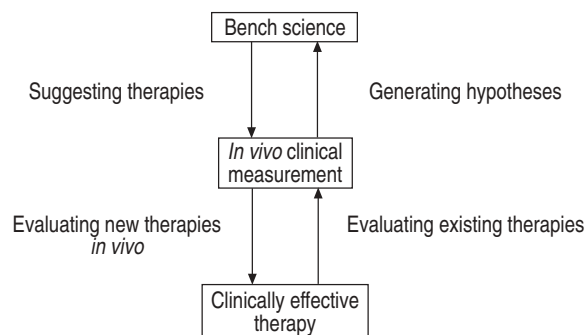 Bench science
Suggesting therapies
Generating hypotheses
In vivo clinical
measurement
Evaluating new therapies
in vivo
Evaluating existing therapies
Clinically effective
therapy